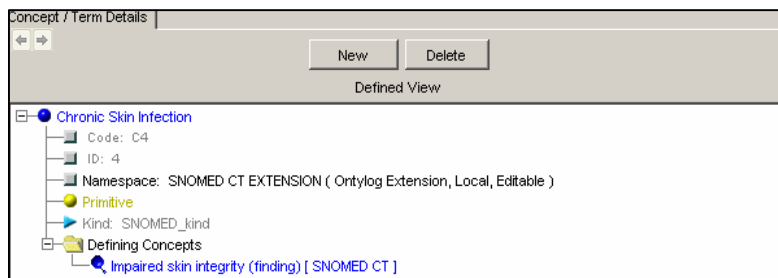 Concept / Term Details
New Delete
Defined View
Chronic Skin Infection
Code: C4
ID: 4
Namespace: SNOMED CT EXTENSION ( Ontylog Extension, Local, Editable )
Primitive
Kind: SNOMED_kind
Defining Concepts
Impaired skin integrity (finding) [ SNOMED CT ]